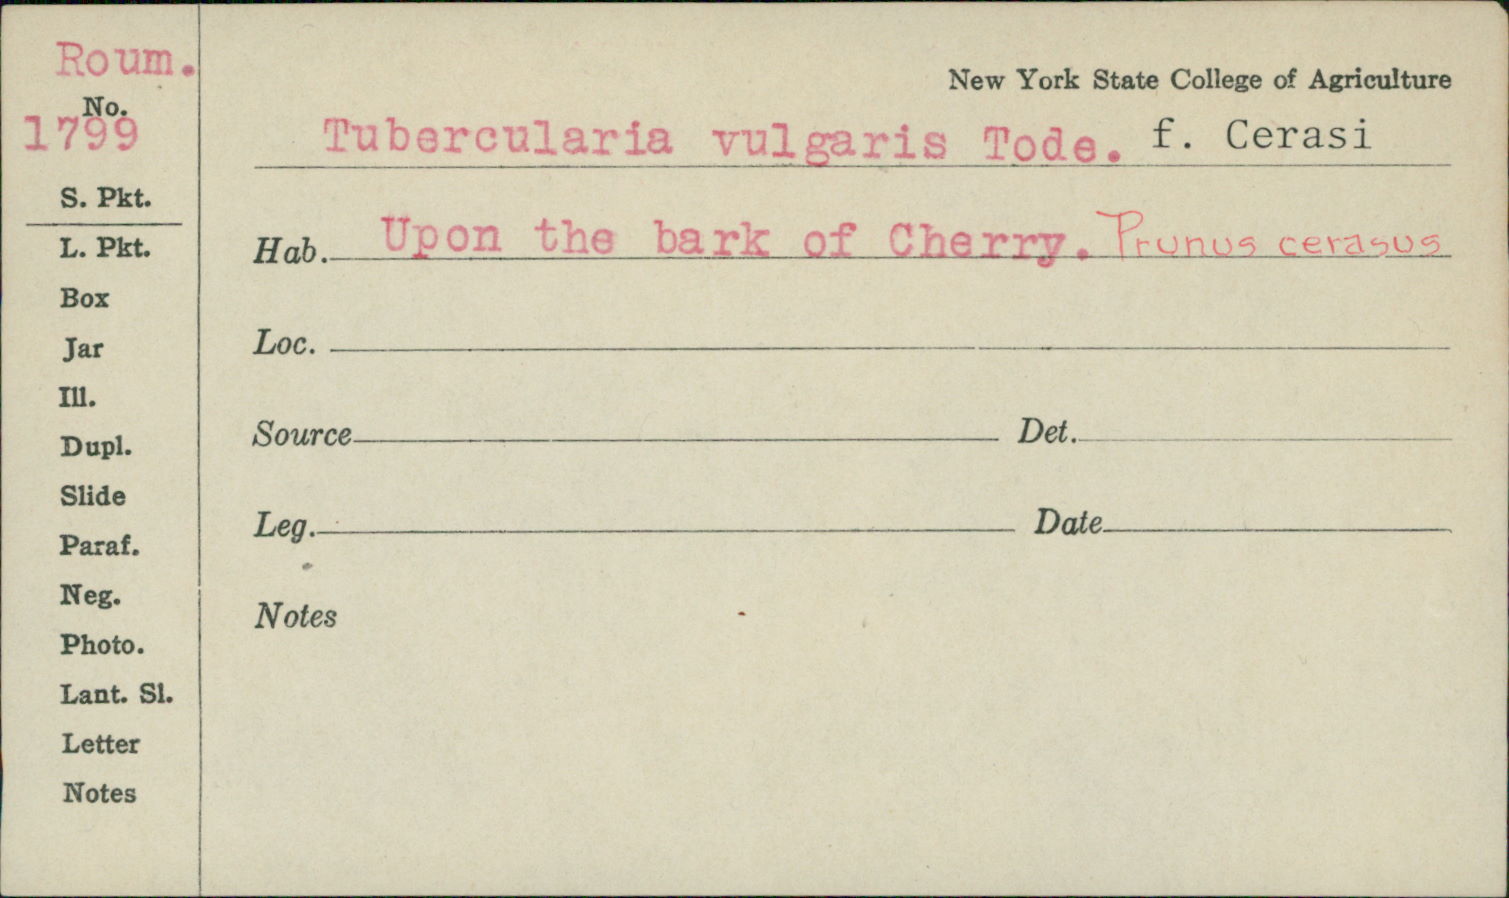 Roum.
No.
1799
S. Pkt.
L. Pkt.
Box
Jar
Ill.
Dupl.
Slide
Paraf.
Neg.
Photo.
Lant. Sl.
Letter
Notes
New York State College of Agriculture
Tubercularia vulgaris Tode. f. Cerasi
Hab. Upon the bark of Cherry. Prunus cerasus
Loc.
Source Det.
Leg. Date
Notes